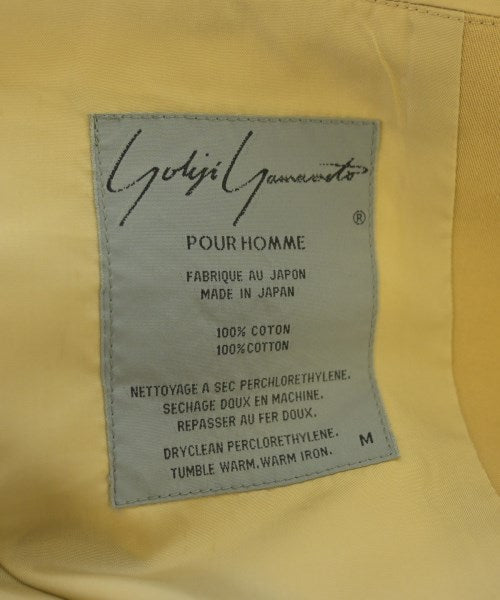 Yohji Yamamoto
®
POUR HOMME
FABRIQUE AU JAPON
MADE IN JAPAN
100% COTON
100%COTTON
NETTOYAGE A SEC PERCHLORETHYLENE.
SECHAGE DOUX EN MACHINE.
REPASSER AU FER DOUX.
DRYCLEAN PERCLORETHYLENE.
TUMBLE WARM.WARM IRON.
M